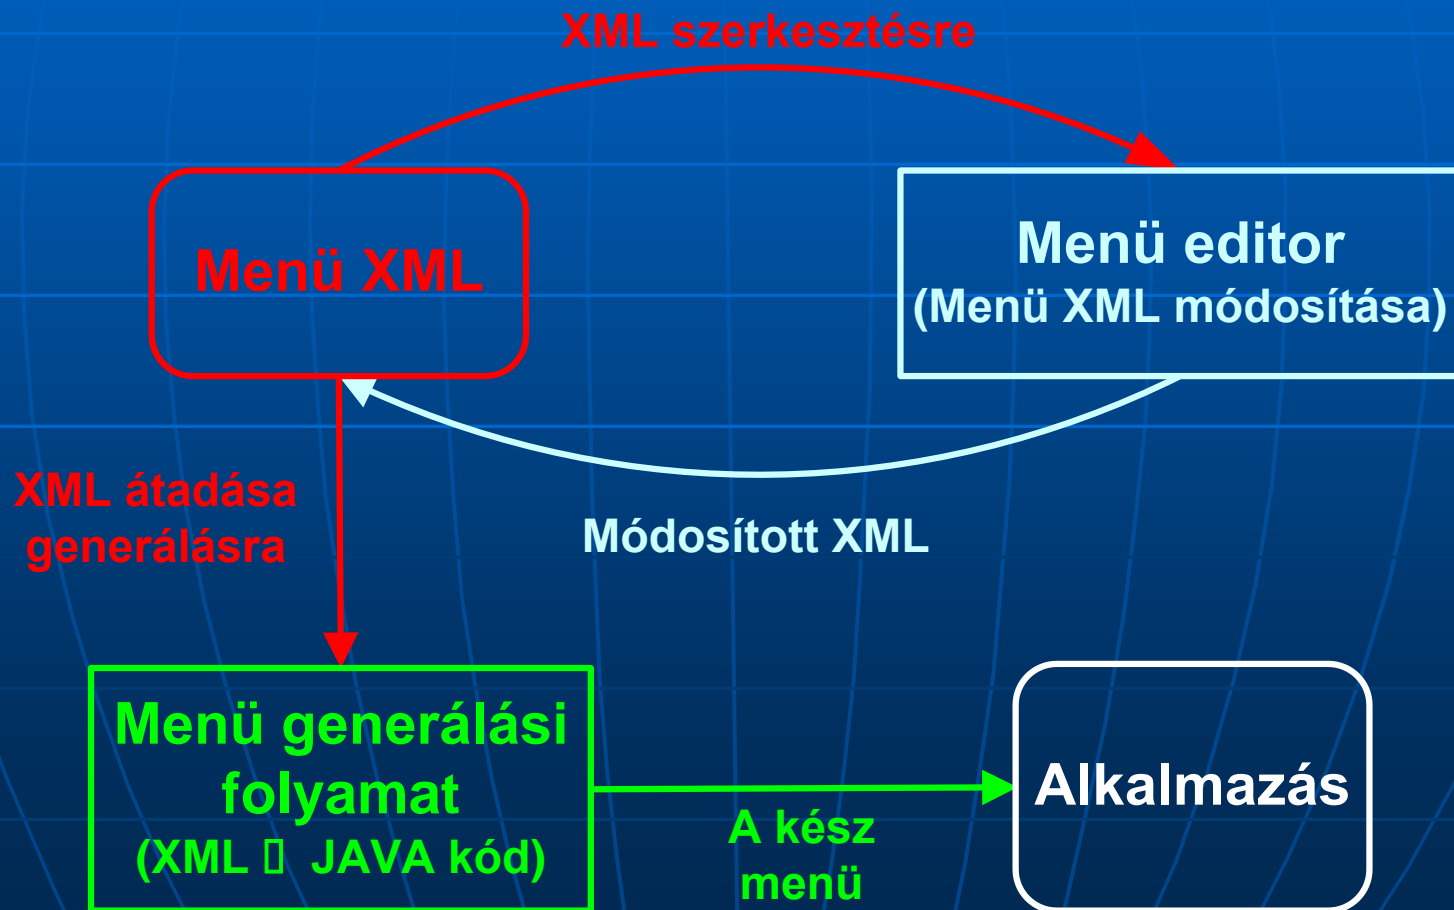 XML szerkesztésre
Menü XML
Menü editor
(Menü XML módosítása)
XML átadása
generálásra
Módosított XML
Menü generálási
folyamat
(XML ▯ JAVA kód)
A kész
menü
Alkalmazás